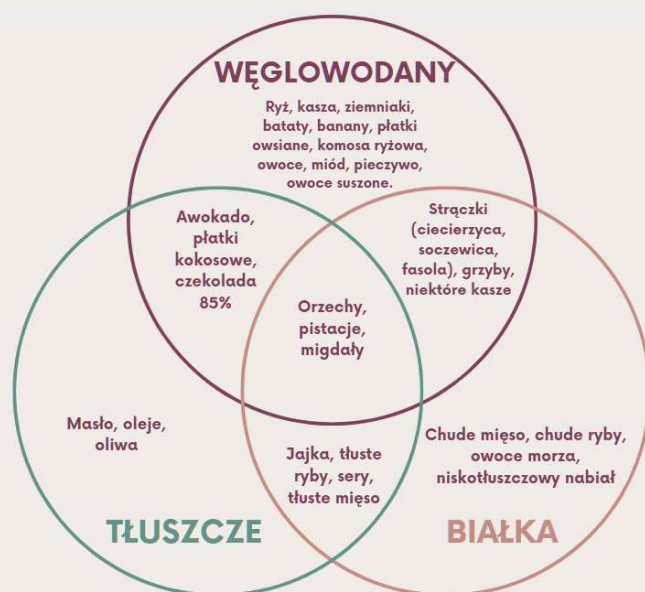 WĘGLOWODANY
Ryż, kasza, ziemniaki,
bataty, banany, płatki
owsiane, komosa ryżowa,
owoce, miód, pieczywo,
owoce suszone.
Awokado,
płatki
kokosowe,
czekolada
85%
Strączki
(ciecierzyca,
soczewica,
fasola), grzyby,
niektóre kasze
Orzechy,
pistacje,
migdały
Masło, oleje,
oliwa
Jajka, tłuste
ryby, sery,
tłuste mięso
Chude mięso, chude ryby,
owoce morza,
niskotłuszczowy nabiał
TŁUSZCZE
BIAŁKA